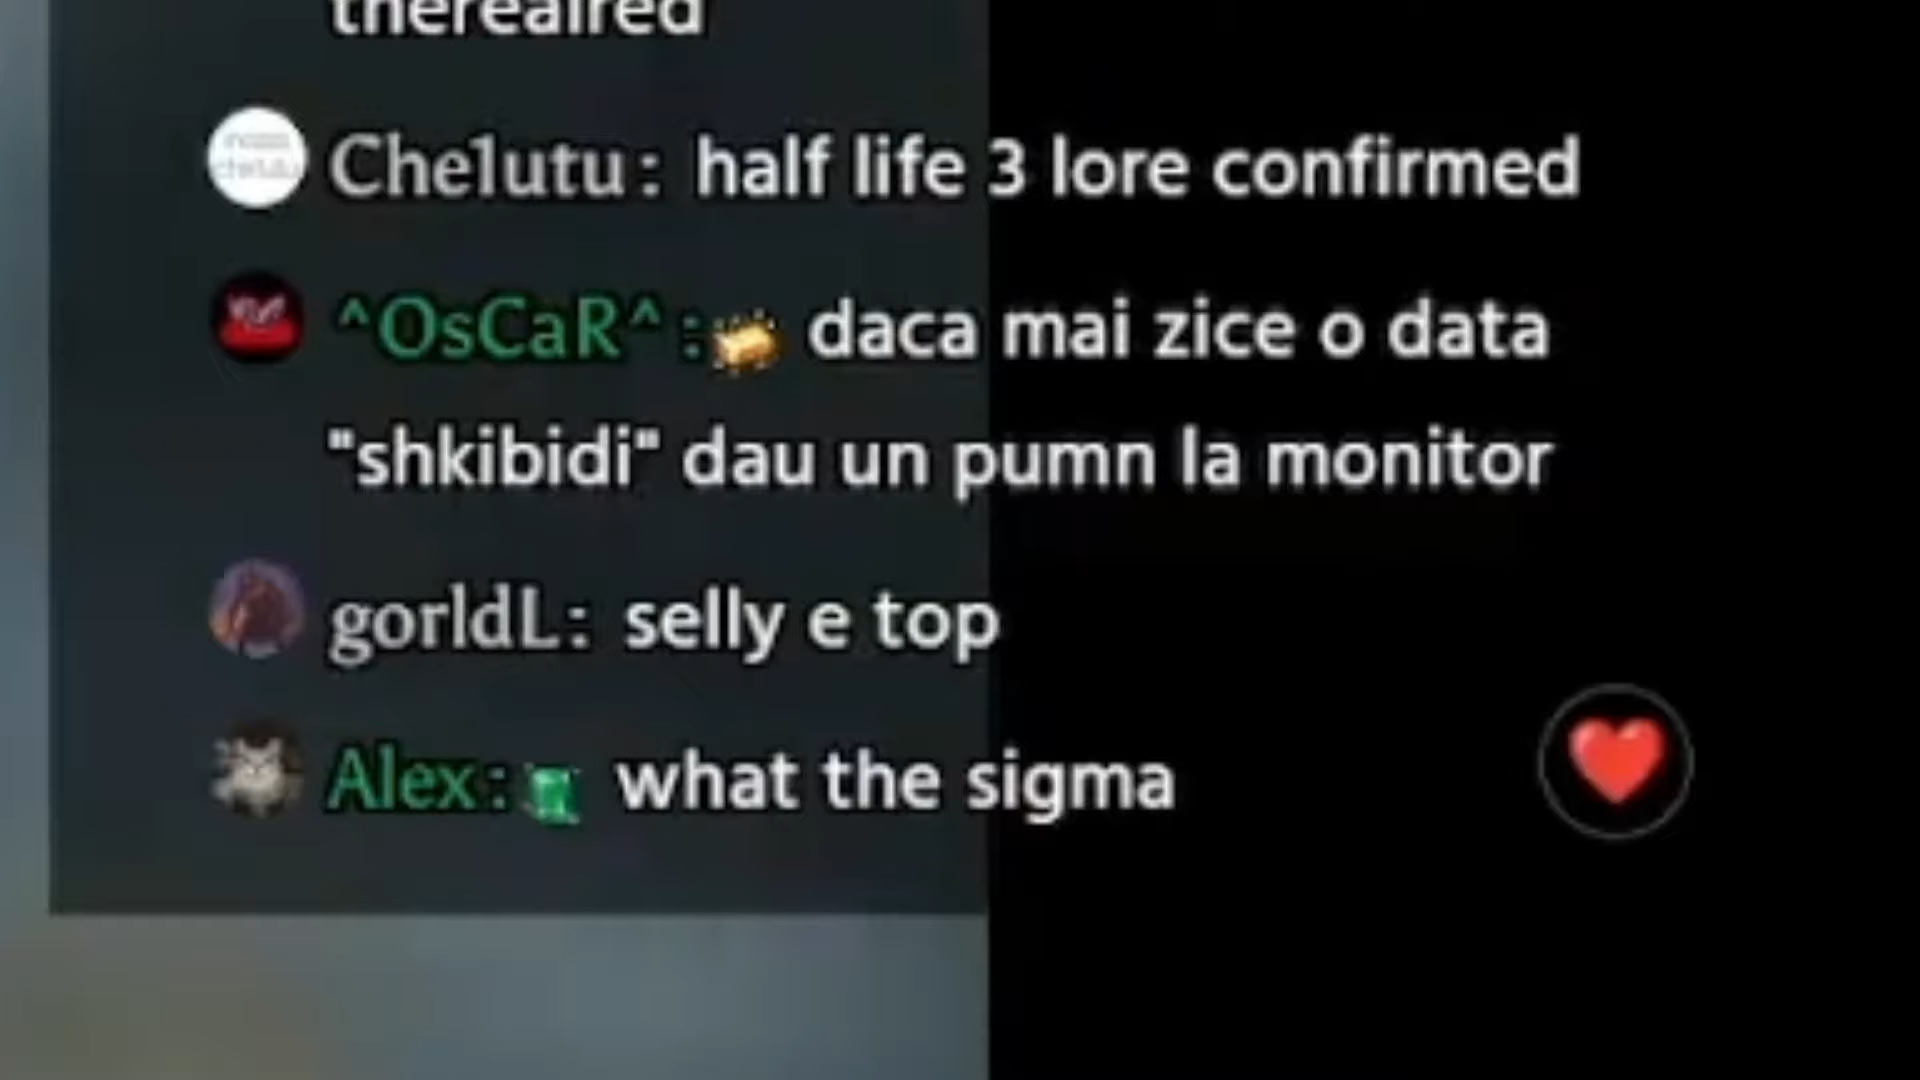 thereaired
Che1utu: half life 3 lore confirmed
^OsCaR^: daca mai zice o data
"shkibidi" dau un pumn la monitor
gorldL: selly e top
Alex: what the sigma